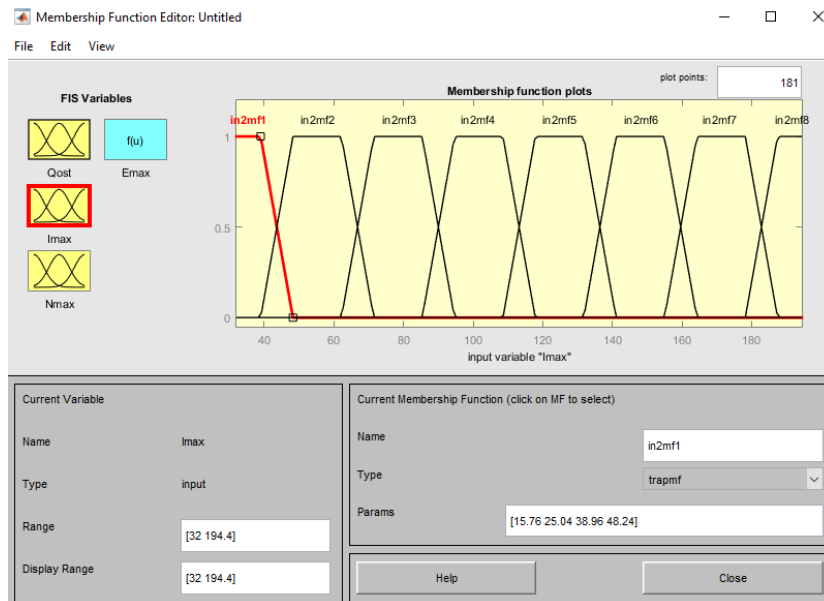 Membership Function Editor: Untitled
File Edit View
FIS Variables
plot points: 181
Membership function plots
f(u)
Qost Emax
Imax
Nmax
in2mf1 in2mf2 in2mf3 in2mf4 in2mf5 in2mf6 in2mf7 in2mf8
1
0.5
0
40 60 80 100 120 140 160 180
input variable "Imax"
Current Variable
Name Imax
Type input
Range [32 194.4]
Display Range [32 194.4]
Current Membership Function (click on MF to select)
Name in2mf1
Type trapmf
Params [15.76 25.04 38.96 48.24]
Help Close